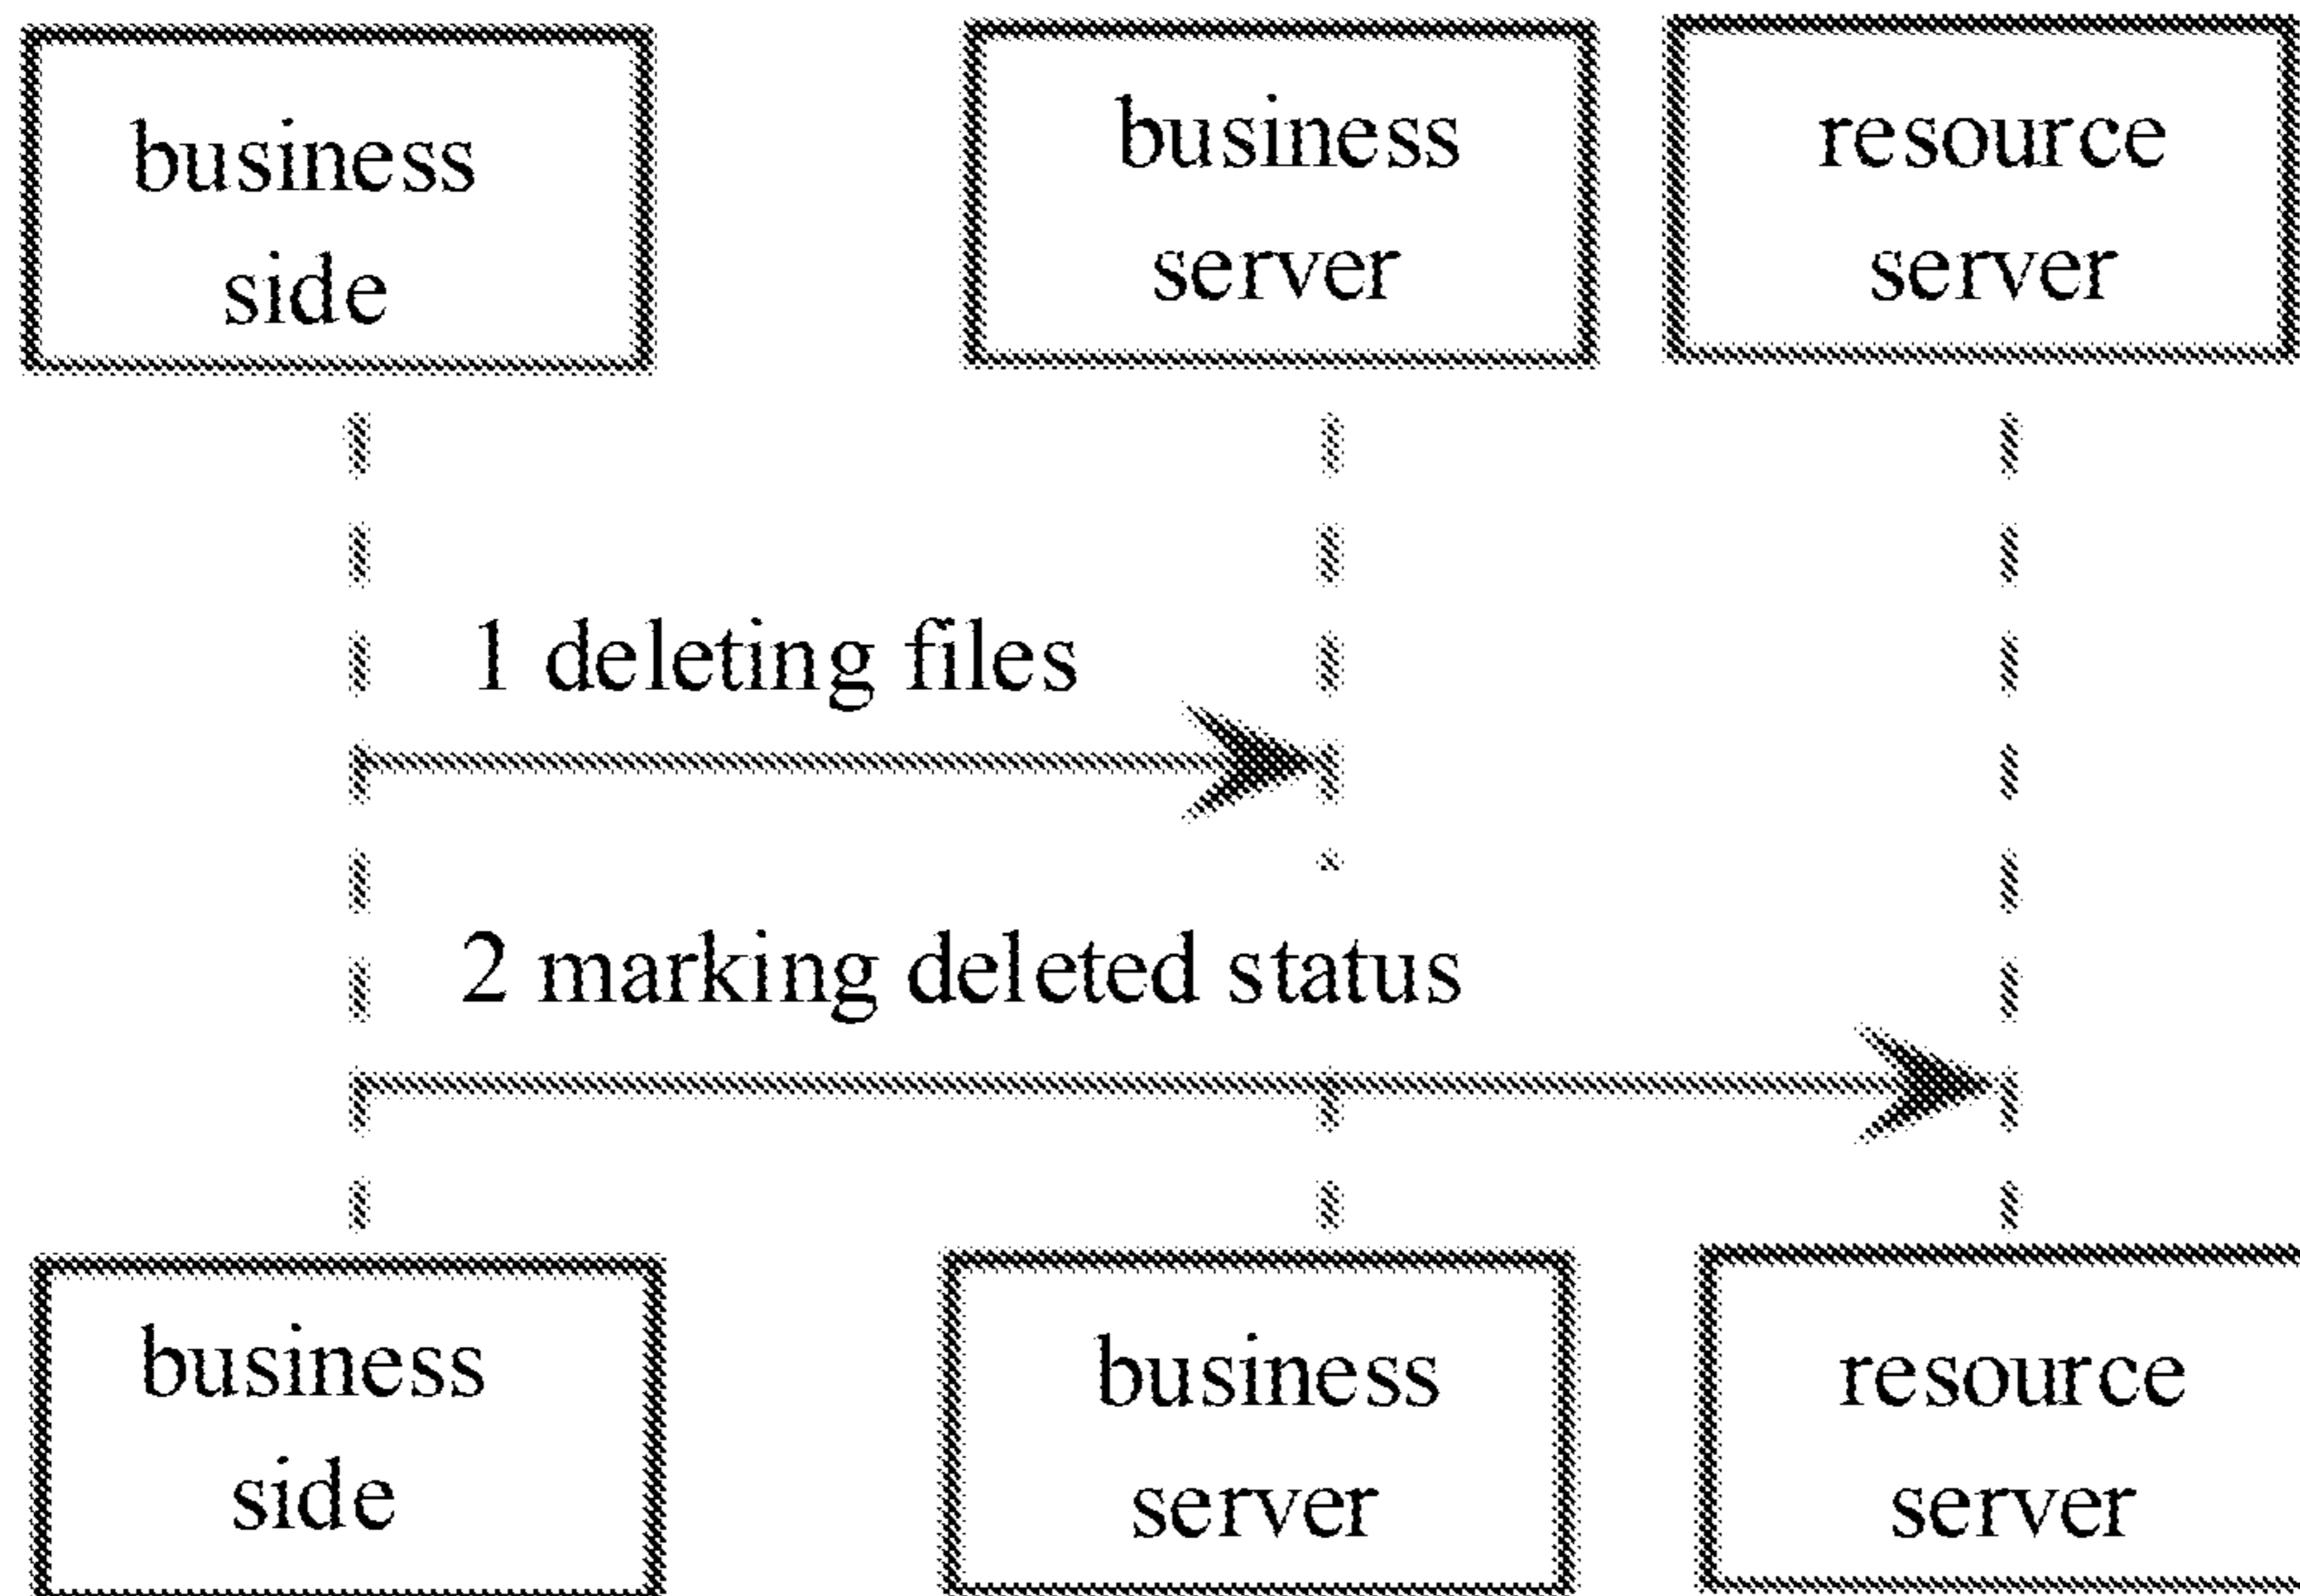 business
side
business
server
resource
server
1 deleting files
2 marking deleted status
business
side
business
server
resource
server